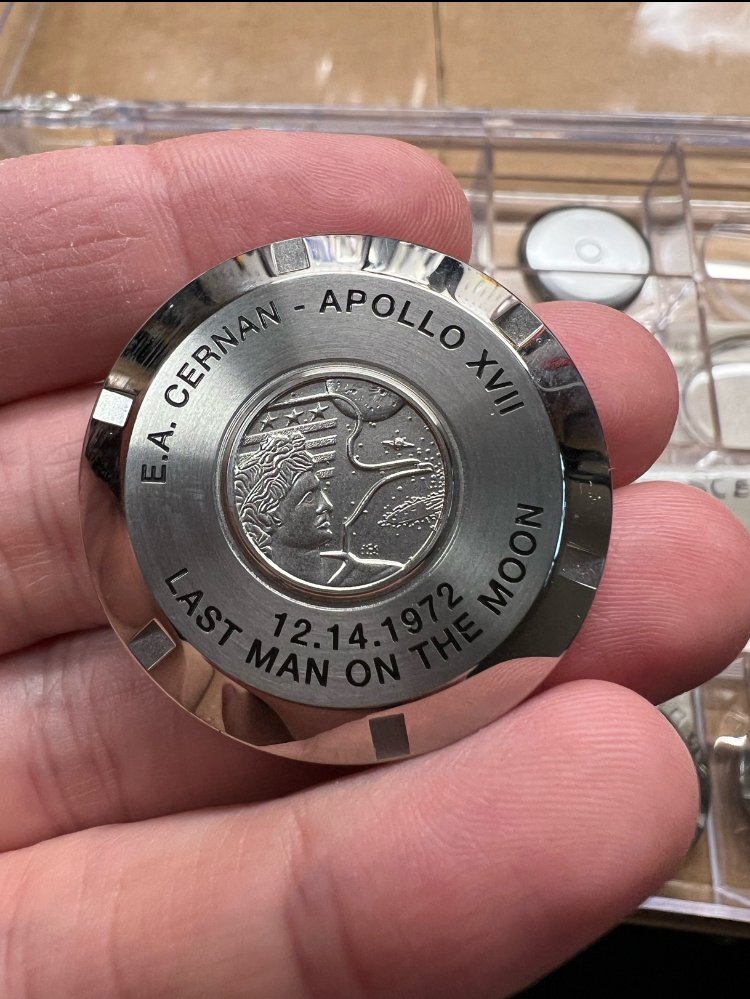 E.A. CERNAN - APOLLO XVII
12.14.1972
LAST MAN ON THE MOON